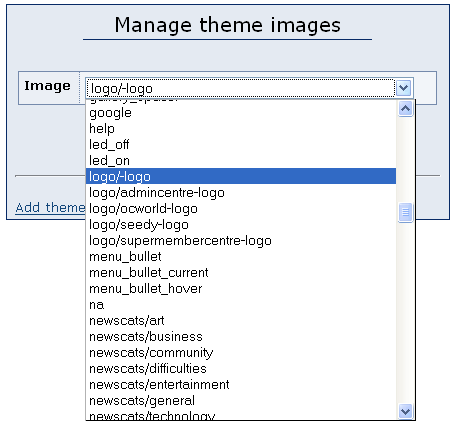 Manage theme images
Image
logo/-logo
google
help
led_off
led_on
logo/-logo
logo/admincentre-logo
logo/ocworld-logo
logo/seedy-logo
logo/supermembercentre-logo
menu_bullet
menu_bullet_current
menu_bullet_hover
na
newscats/art
newscats/business
newscats/community
newscats/difficulties
newscats/entertainment
newscats/general
newscats/technology
Add theme